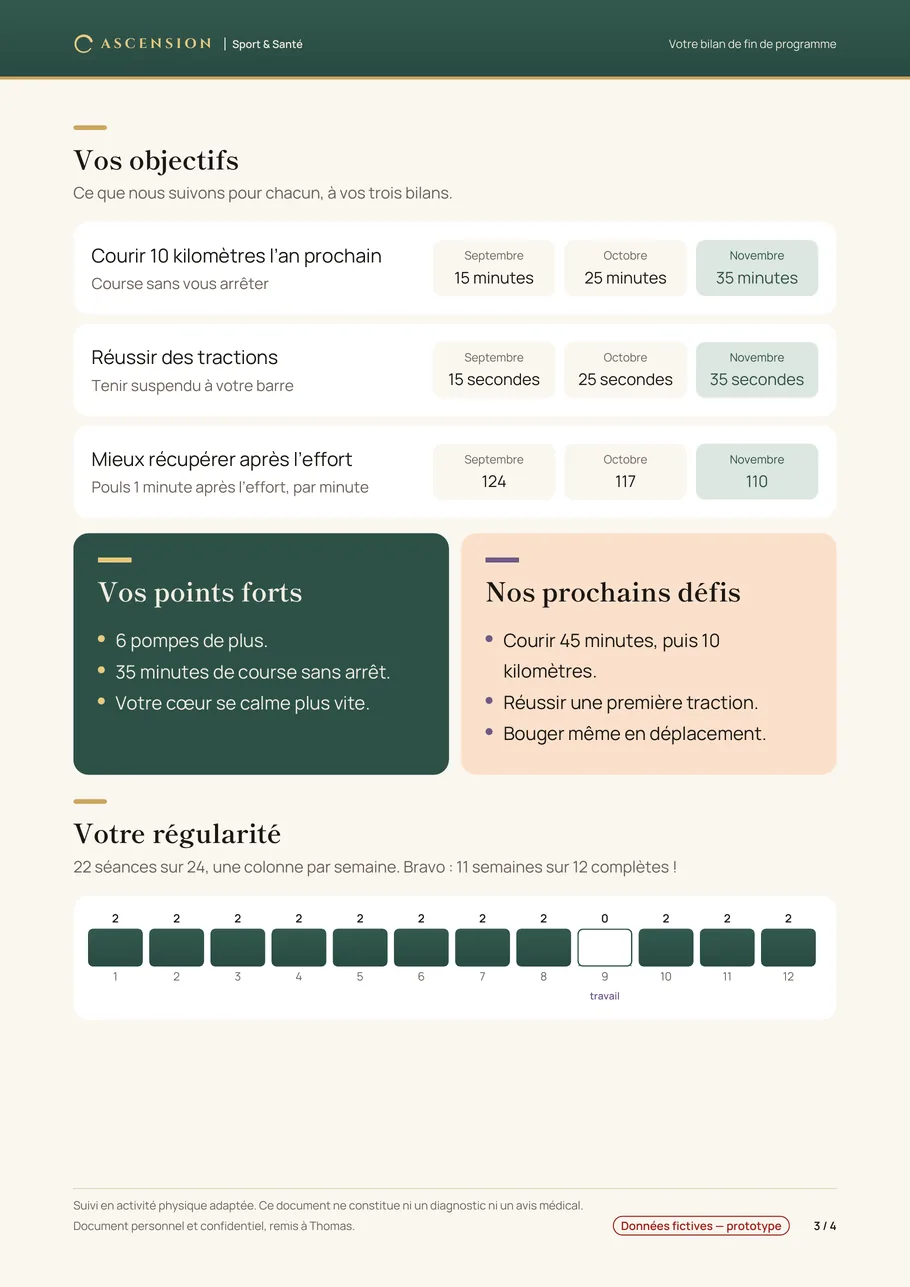 ASCENSION | Sport & Santé
Votre bilan de fin de programme
Vos objectifs
Ce que nous suivons pour chacun, à vos trois bilans.
Courir 10 kilomètres l'an prochain
Course sans vous arrêter
Septembre
15 minutes
Octobre
25 minutes
Novembre
35 minutes
Réussir des tractions
Tenir suspendu à votre barre
Septembre
15 secondes
Octobre
25 secondes
Novembre
35 secondes
Mieux récupérer après l'effort
Pouls 1 minute après l'effort, par minute
Septembre
124
Octobre
117
Novembre
110
Vos points forts
6 pompes de plus.
35 minutes de course sans arrêt.
Votre cœur se calme plus vite.
Nos prochains défis
Courir 45 minutes, puis 10
kilomètres.
Réussir une première traction.
Bouger même en déplacement.
Votre régularité
22 séances sur 24, une colonne par semaine. Bravo : 11 semaines sur 12 complètes !
2 2 2 2 2 2 2 2 0 2 2 2
1 2 3 4 5 6 7 8 9 10 11 12
travail
Suivi en activité physique adaptée. Ce document ne constitue ni un diagnostic ni un avis médical.
Document personnel et confidentiel, remis à Thomas.
Données fictives — prototype
3 / 4